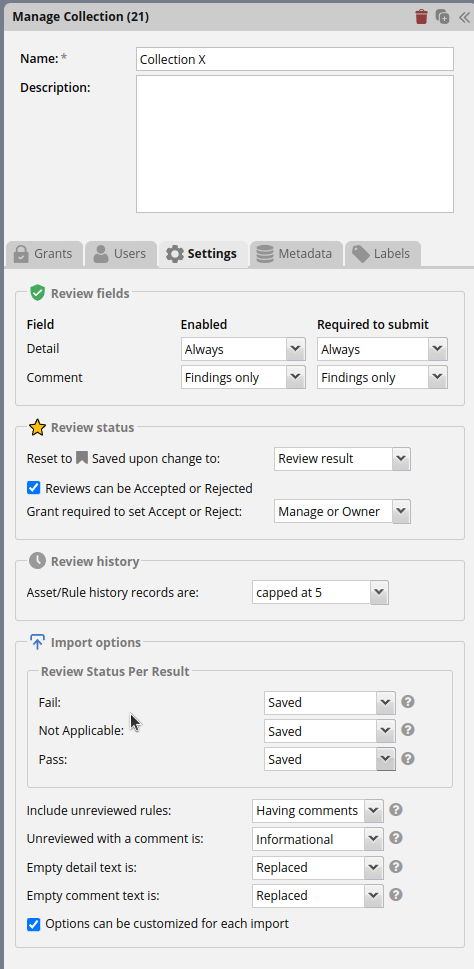 Manage Collection (21)
Name: *
Collection X
Description:
Grants Users Settings Metadata Labels
Review fields
Field Enabled Required to submit
Detail Always Always
Comment Findings only Findings only
Review status
Reset to Saved upon change to: Review result
Reviews can be Accepted or Rejected
Grant required to set Accept or Reject: Manage or Owner
Review history
Asset/Rule history records are: capped at 5
Import options
Review Status Per Result
Fail: Saved ?
Not Applicable: Saved ?
Pass: Saved ?
Include unreviewed rules: Having comments ?
Unreviewed with a comment is: Informational ?
Empty detail text is: Replaced ?
Empty comment text is: Replaced ?
Options can be customized for each import